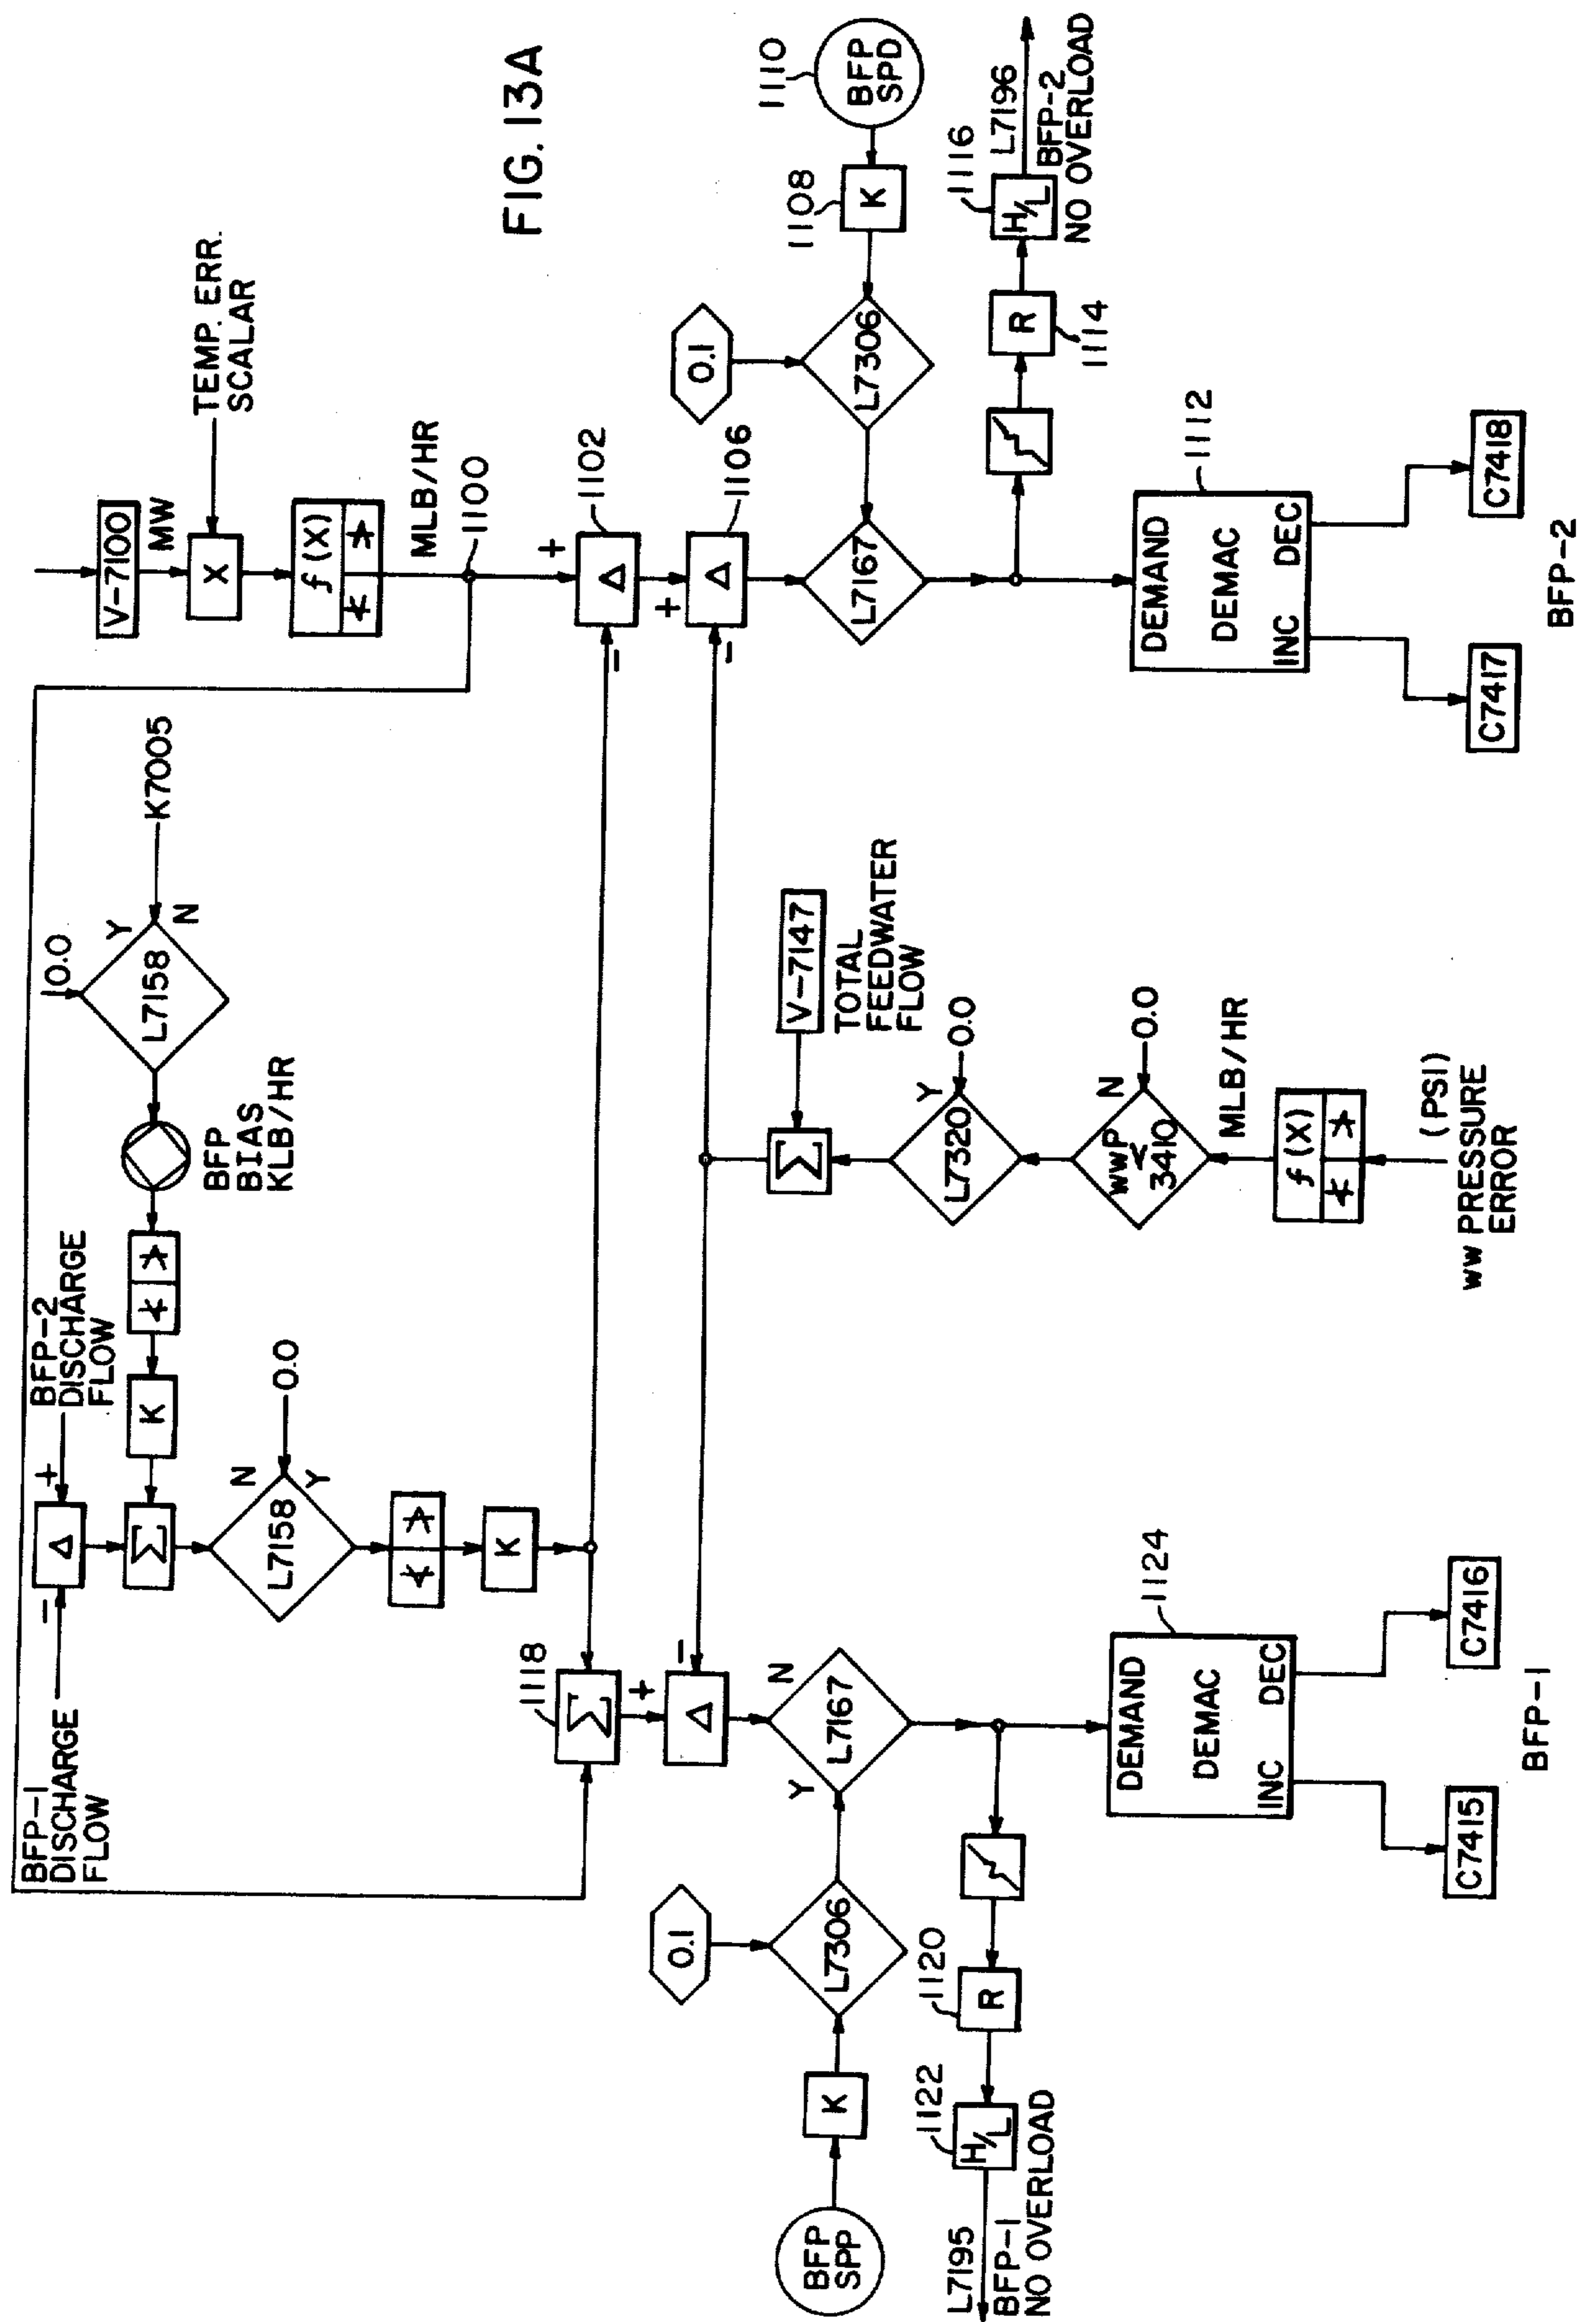 FIG. 13A
BFP-1
DISCHARGE
FLOW
-
Δ
+
BFP-2
DISCHARGE
FLOW
Σ
K
BFP
BIAS
KLB/HR
L7158
Y
N
10.0
K7005
L7158
N
Y
0.0
K
V-7100
MW
X
TEMP. ERR.
SCALAR
f(X)
MLB/HR
1100
1118
Σ
+
-
Δ
+
Δ
1102
-
+
Δ
1106
-
BFP
SPP
K
0.1
L7306
Y
L7167
N
V-7147
TOTAL
FEEDWATER
FLOW
Σ
L7320
Y
0.0
WWP
<
3410
N
0.0
MLB/HR
f(X)
(PSI)
WW PRESSURE
ERROR
L7167
L7306
0.1
K
1108
BFP
SPD
1110
L7195
BFP-1
NO OVERLOAD
H/L
1122
R
1120
R
1114
H/L
1116
L7196
BFP-2
NO OVERLOAD
DEMAND
DEMAC
INC DEC
1124
C7415
C7416
BFP-1
DEMAND
DEMAC
INC DEC
1112
C7417
C7418
BFP-2